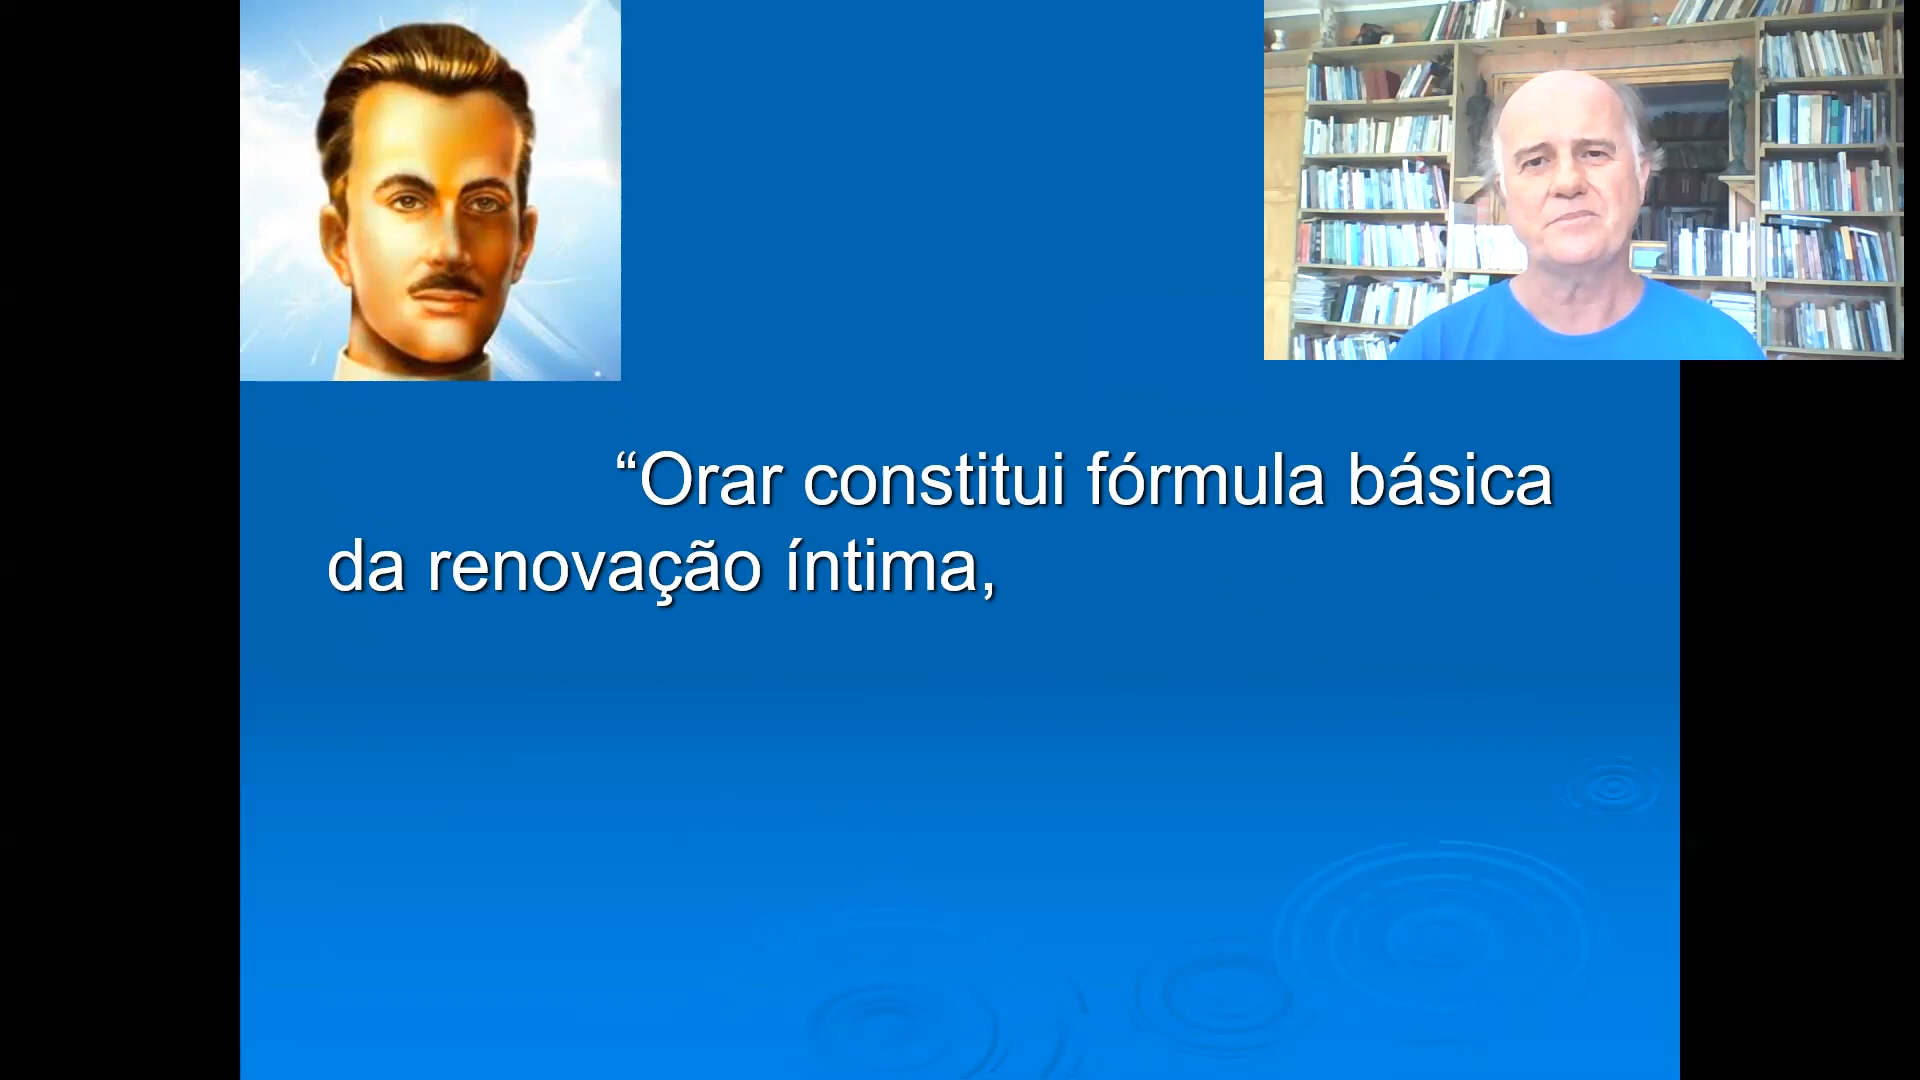 “Orar constitui fórmula básica
da renovação íntima,